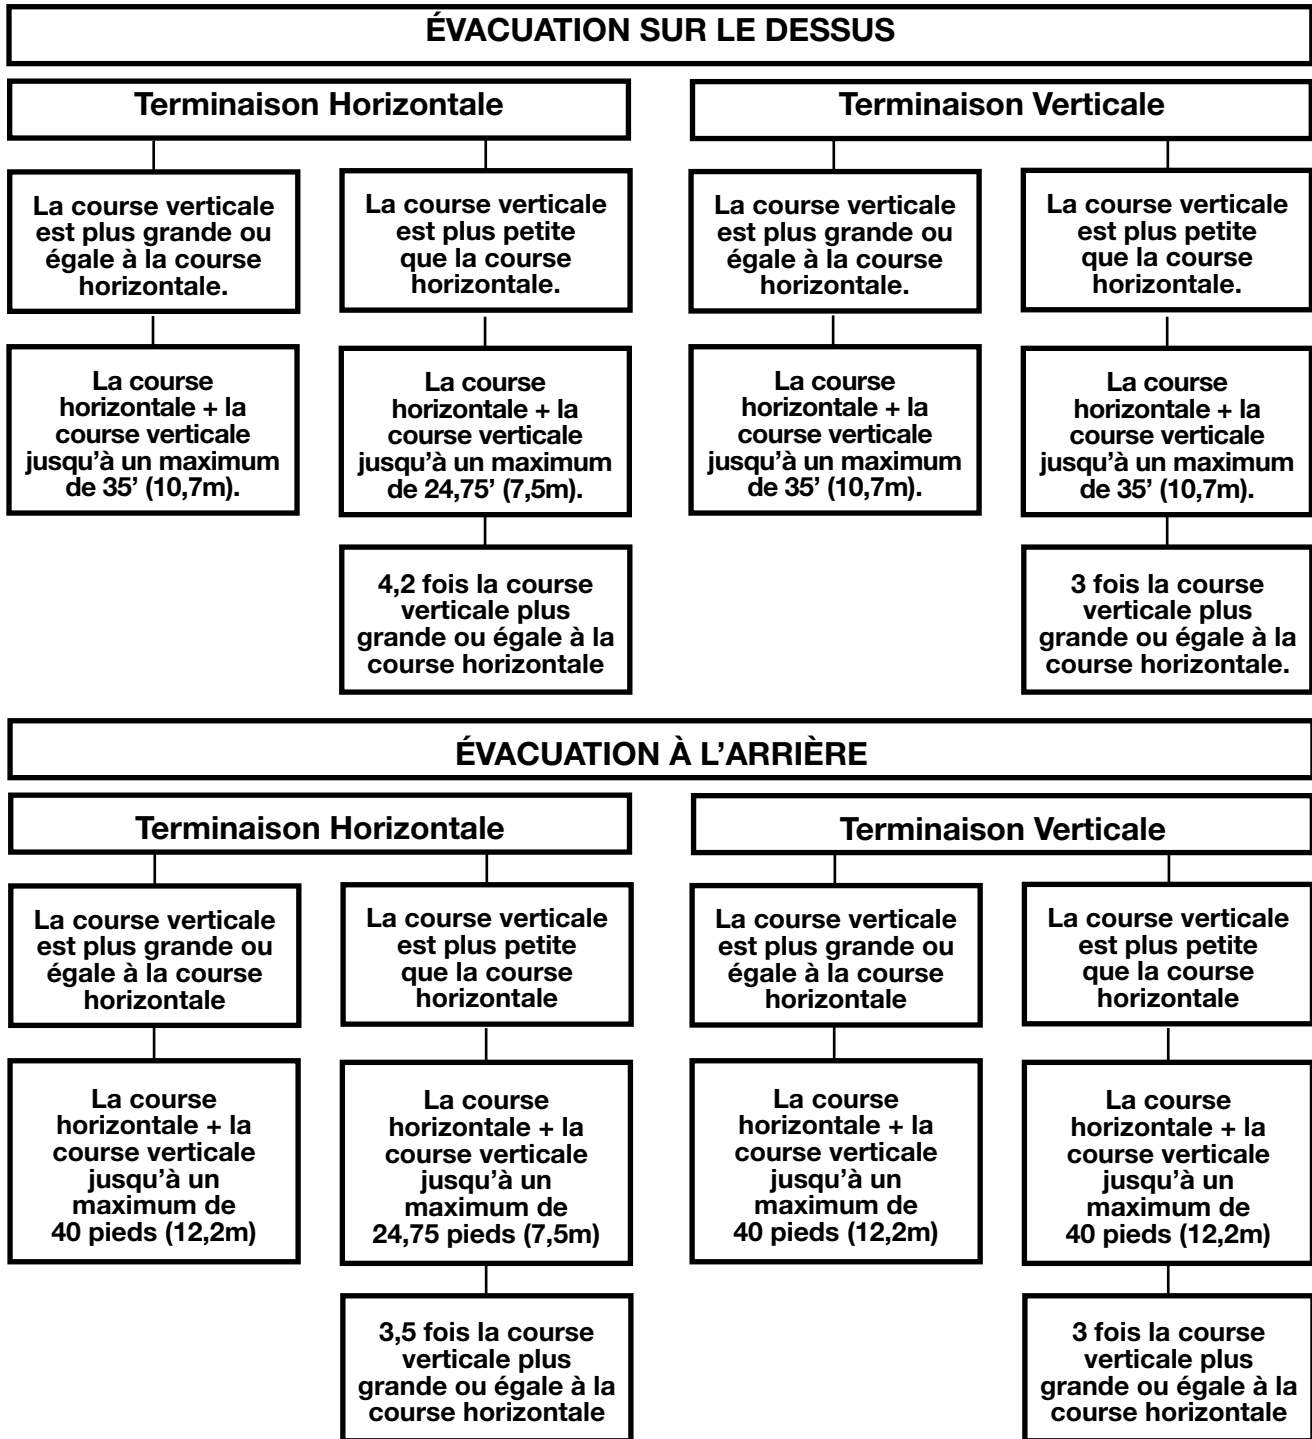 ÉVACUATION SUR LE DESSUS
Terminaison Horizontale
La course verticale
est plus grande ou
égale à la course
horizontale.
La course
horizontale + la
course verticale
jusqu'à un maximum
de 35’ (10,7m).
La course verticale
est plus petite
que la course
horizontale.
La course
horizontale + la
course verticale
jusqu'à un maximum
de 24,75’ (7,5m).
4,2 fois la course
verticale plus
grande ou égale à la
course horizontale
Terminaison Verticale
La course verticale
est plus grande ou
égale à la course
horizontale.
La course
horizontale + la
course verticale
jusqu'à un maximum
de 35’ (10,7m).
La course verticale
est plus petite
que la course
horizontale.
La course
horizontale + la
course verticale
jusqu'à un maximum
de 35’ (10,7m).
3 fois la course
verticale plus
grande ou égale à la
course horizontale.
ÉVACUATION À L’ARRIÈRE
Terminaison Horizontale
La course verticale
est plus grande ou
égale à la course
horizontale
La course
horizontale + la
course verticale
jusqu’à un
maximum de
40 pieds (12,2m)
La course verticale
est plus petite
que la course
horizontale
La course
horizontale + la
course verticale
jusqu’à un
maximum de
24,75 pieds (7,5m)
3,5 fois la course
verticale plus
grande ou égale à la
course horizontale
Terminaison Verticale
La course verticale
est plus grande ou
égale à la course
horizontale
La course
horizontale + la
course verticale
jusqu’à un
maximum de
40 pieds (12,2m)
La course verticale
est plus petite
que la course
horizontale
La course
horizontale + la
course verticale
jusqu’à un
maximum de
40 pieds (12,2m)
3 fois la course
verticale plus
grande ou égale à la
course horizontale